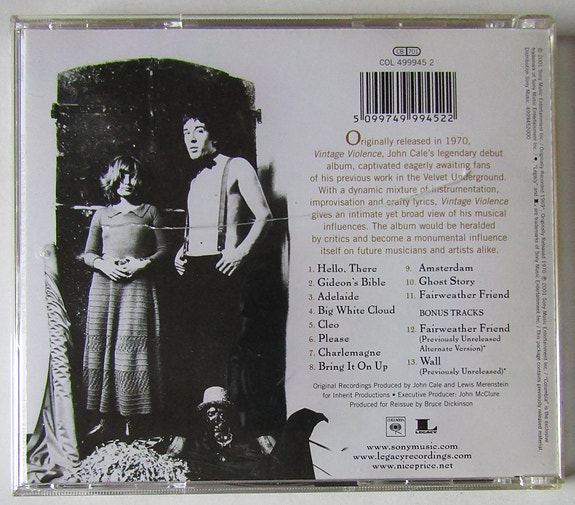 CB 703
COL 499945 2
5 099749 994522
Originally released in 1970,
Vintage Violence, John Cale's legendary debut
album, captivated eagerly awaiting fans
of his previous work in the Velvet Underground.
With a dynamic mixture of instrumentation,
improvisation and crafty lyrics, Vintage Violence
gives an intimate yet broad view of his musical
influences. The album would be heralded
by critics and become a monumental influence
itself on future musicians and artists alike.
1 Hello, There
2 Gideon's Bible
3 Adelaide
4 Big White Cloud
5 Cleo
6 Please
7 Charlemagne
8 Bring It On Up
9. Amsterdam
10. Ghost Story
11. Fairweather Friend
BONUS TRACKS
12. Fairweather Friend
(Previously Unreleased
Alternate Version)*
13. Wall
(Previously Unreleased)*
Original Recordings Produced by John Cale and Lewis Merenstein
for Inherit Productions • Executive Producer: John McClure
Produced for Reissue by Bruce Dickinson
COLUMBIA
LEGACY
www.sonymusic.com
www.legacyrecordings.com
www.niceprice.net